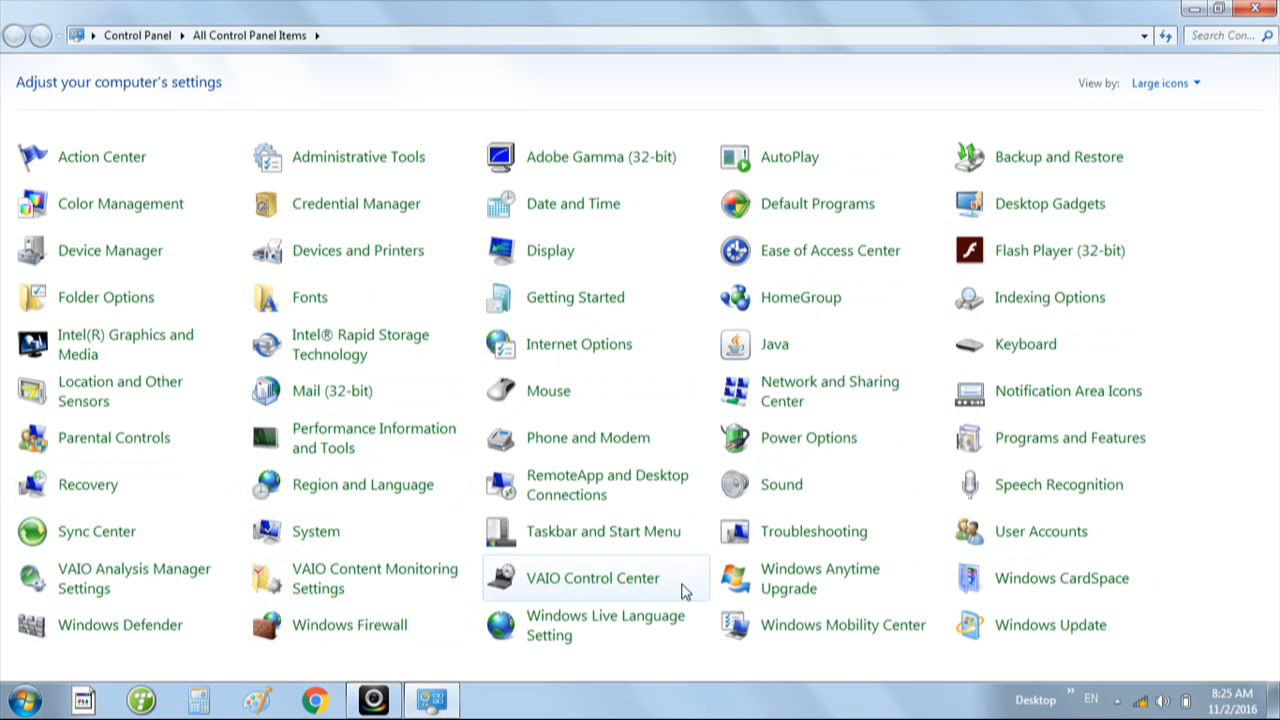 Control Panel All Control Panel Items
Search Con...
Adjust your computer's settings
View by: Large icons
Action Center
Administrative Tools
Adobe Gamma (32-bit)
AutoPlay
Backup and Restore
Color Management
Credential Manager
Date and Time
Default Programs
Desktop Gadgets
Device Manager
Devices and Printers
Display
Ease of Access Center
Flash Player (32-bit)
Folder Options
Fonts
Getting Started
HomeGroup
Indexing Options
Intel(R) Graphics and
Media
Intel® Rapid Storage
Technology
Internet Options
Java
Keyboard
Location and Other
Sensors
Mail (32-bit)
Mouse
Network and Sharing
Center
Notification Area Icons
Parental Controls
Performance Information
and Tools
Phone and Modem
Power Options
Programs and Features
Recovery
Region and Language
RemoteApp and Desktop
Connections
Sound
Speech Recognition
Sync Center
System
Taskbar and Start Menu
Troubleshooting
User Accounts
VAIO Analysis Manager
Settings
VAIO Content Monitoring
Settings
VAIO Control Center
Windows Anytime
Upgrade
Windows CardSpace
Windows Defender
Windows Firewall
Windows Live Language
Setting
Windows Mobility Center
Windows Update
Desktop
EN
8:25 AM
11/2/2016